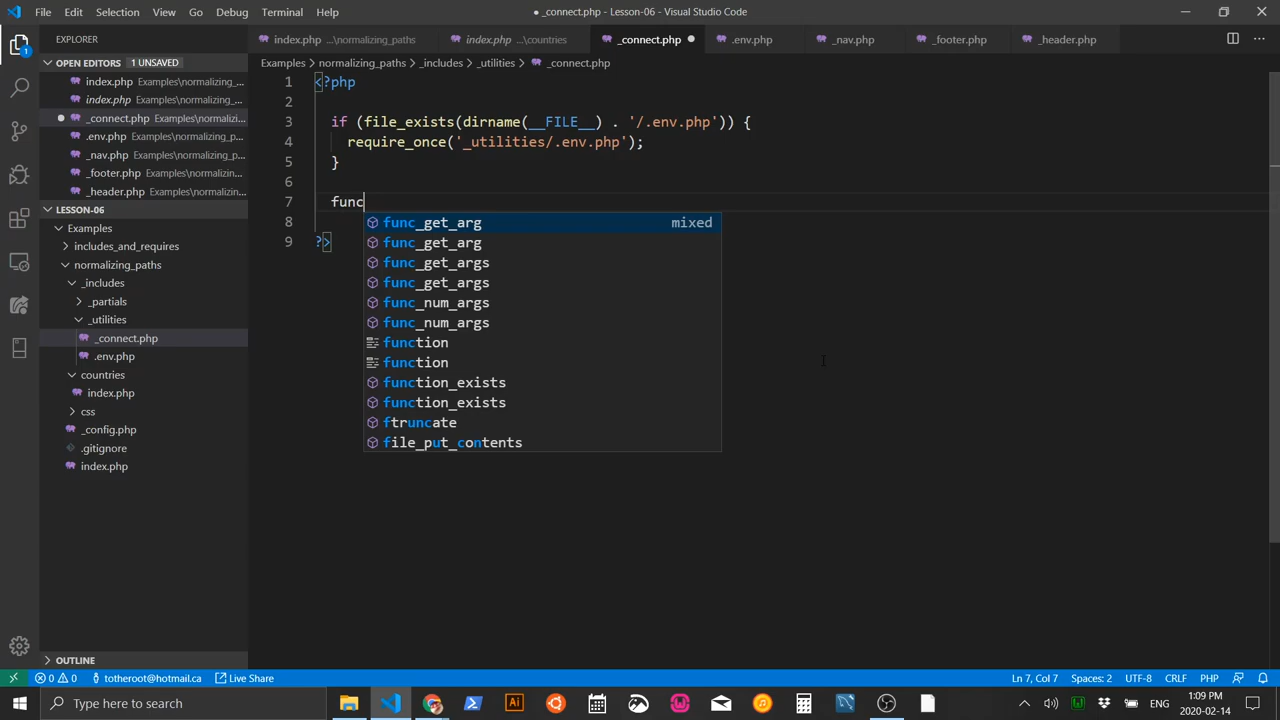 File Edit Selection View Go Debug Terminal Help
● _connect.php - Lesson-06 - Visual Studio Code
EXPLORER
index.php ...\normalizing_paths
index.php ...\countries
_connect.php ●
.env.php
_nav.php
_footer.php
_header.php
OPEN EDITORS 1 UNSAVED
index.php Examples\normalizing_...
index.php Examples\normalizing_...
_connect.php Examples\normalizi...
.env.php Examples\normalizing_p...
_nav.php Examples\normalizing_p...
_footer.php Examples\normalizing...
_header.php Examples\normalizin...
LESSON-06
Examples
includes_and_requires
normalizing_paths
_includes
_partials
_utilities
_connect.php
.env.php
countries
index.php
css
_config.php
.gitignore
index.php
OUTLINE
Examples > normalizing_paths > _includes > _utilities > _connect.php
1 <?php
2
3 if (file_exists(dirname(__FILE__) . '/.env.php')) {
4 require_once('_utilities/.env.php');
5 }
6
7 func
8
9 ?>
func_get_arg mixed
func_get_arg
func_get_args
func_get_args
func_num_args
func_num_args
function
function
function_exists
function_exists
ftruncate
file_put_contents
1
0 0 totheroot@hotmail.ca Live Share
Ln 7, Col 7 Spaces: 2 UTF-8 CRLF PHP
Type here to search
Ai
ENG
1:09 PM
2020-02-14